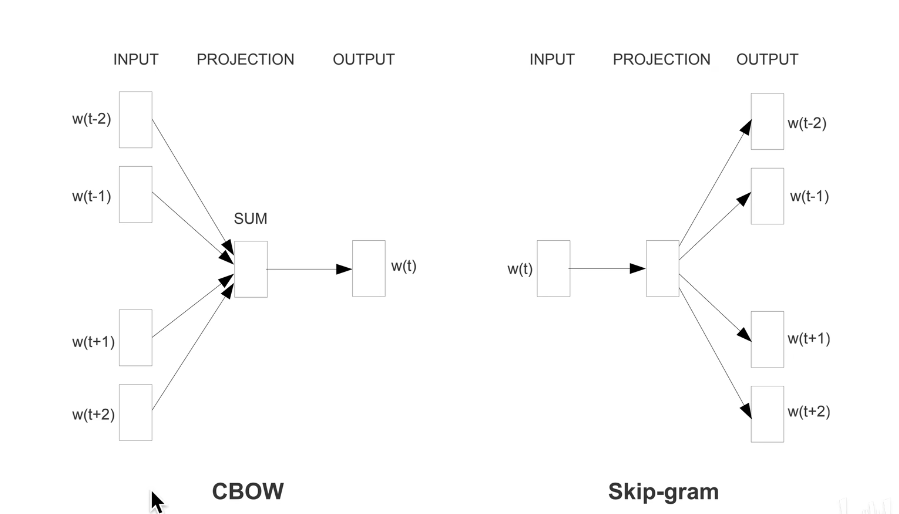 INPUT PROJECTION OUTPUT
w(t-2)
w(t-1)
SUM
w(t)
w(t+1)
w(t+2)
CBOW
INPUT PROJECTION OUTPUT
w(t-2)
w(t-1)
w(t)
w(t+1)
w(t+2)
Skip-gram